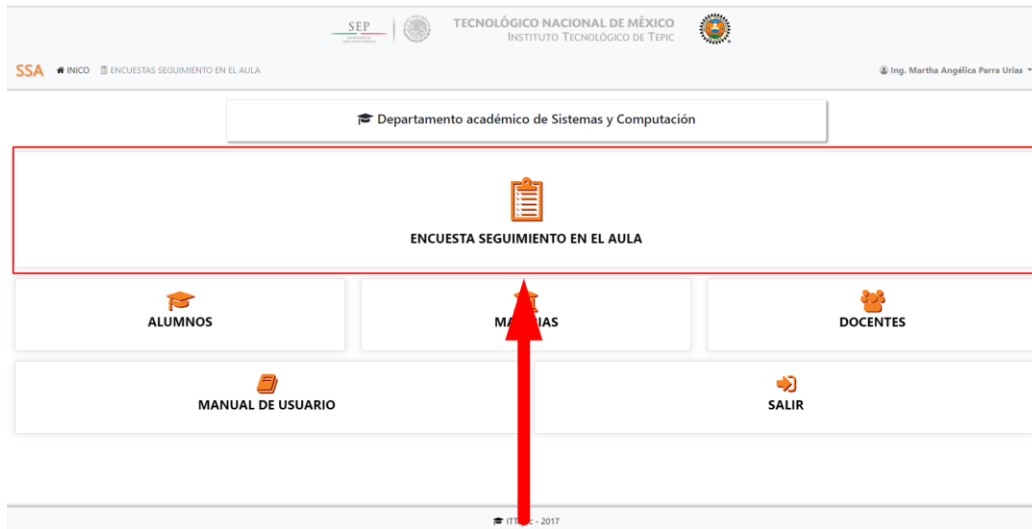 SEP
TECNOLÓGICO NACIONAL DE MÉXICO
INSTITUTO TECNOLÓGICO DE TEPIC
SSA INICO ENCUESTAS SEGUIMIENTO EN EL AULA Ing. Martha Angélica Parra Urias
Departamento académico de Sistemas y Computación
ENCUESTA SEGUIMIENTO EN EL AULA
ALUMNOS
DOCENTES
MANUAL DE USUARIO
SALIR
- 2017